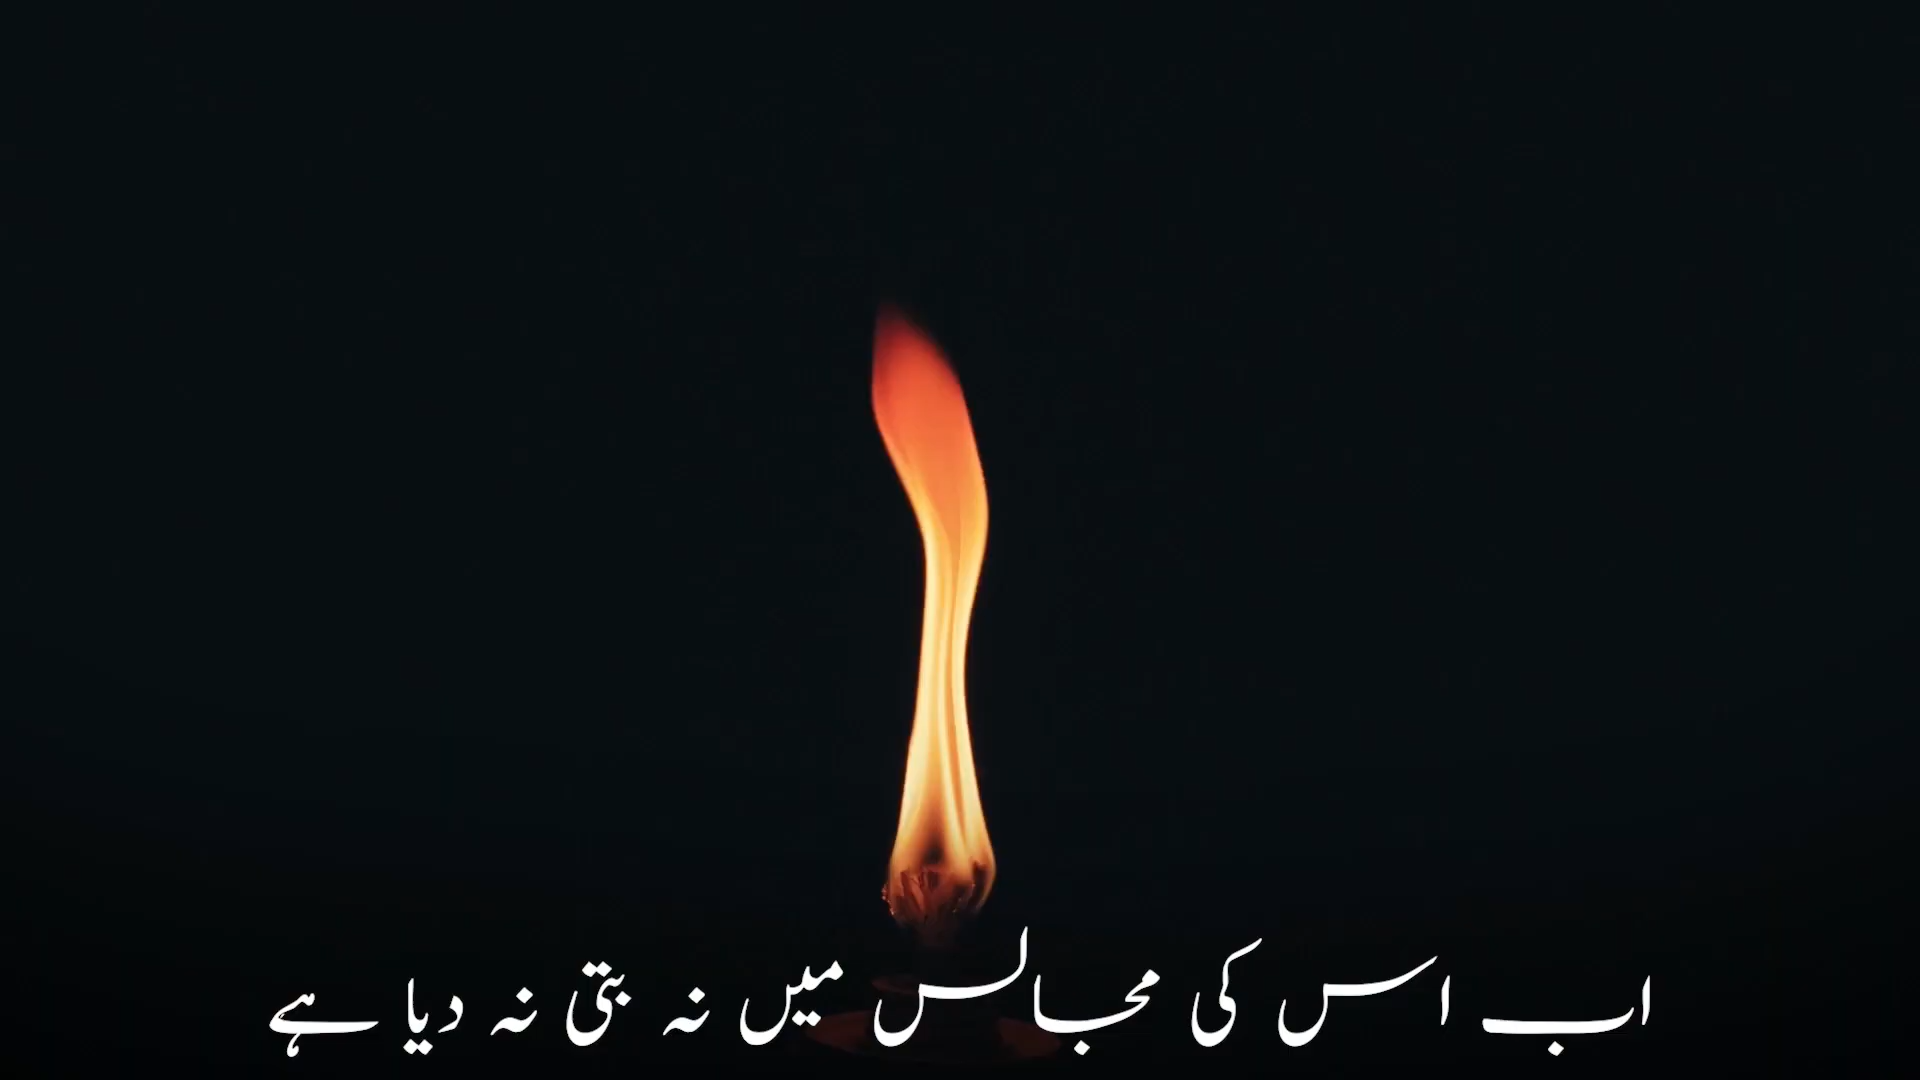 اب اس کی مجالس میں نہ بتی نہ دیا ہے